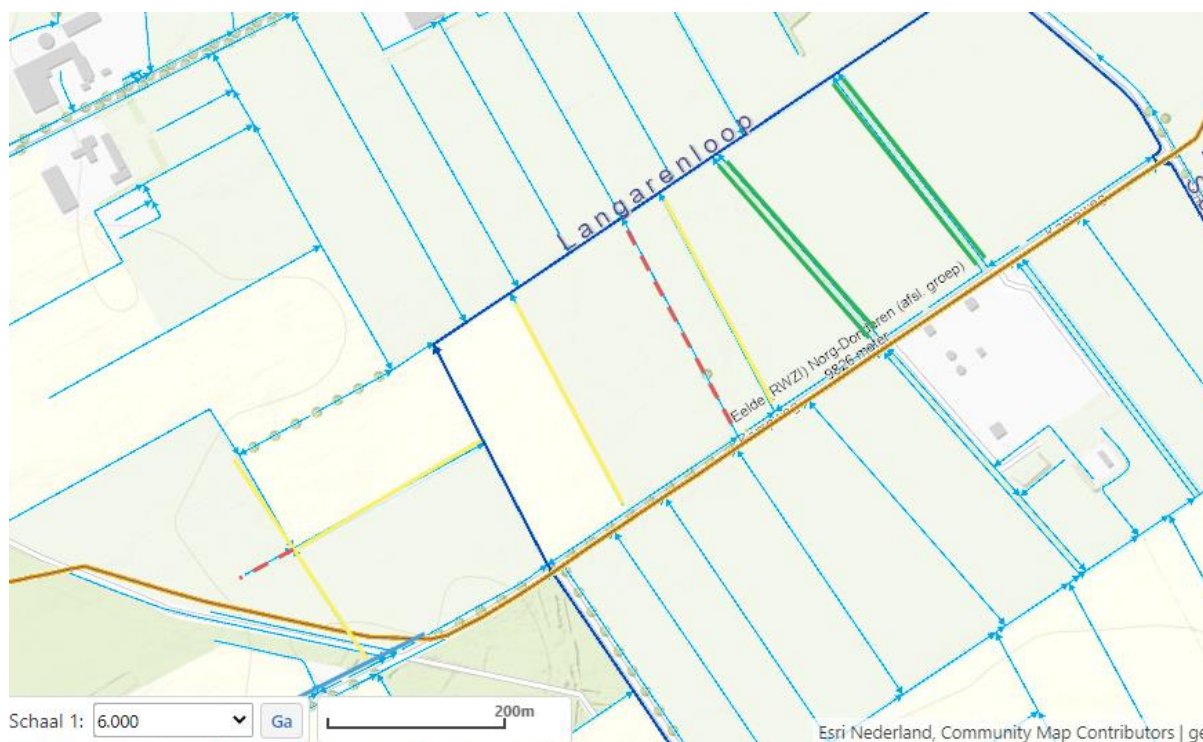 Langarenloop
Kampweg
Eelde (RWZI) Norg-Donderen (afsl. groep)
9826 meter
Schaal 1: 6.000 Ga
200m
Esri Nederland, Community Map Contributors |